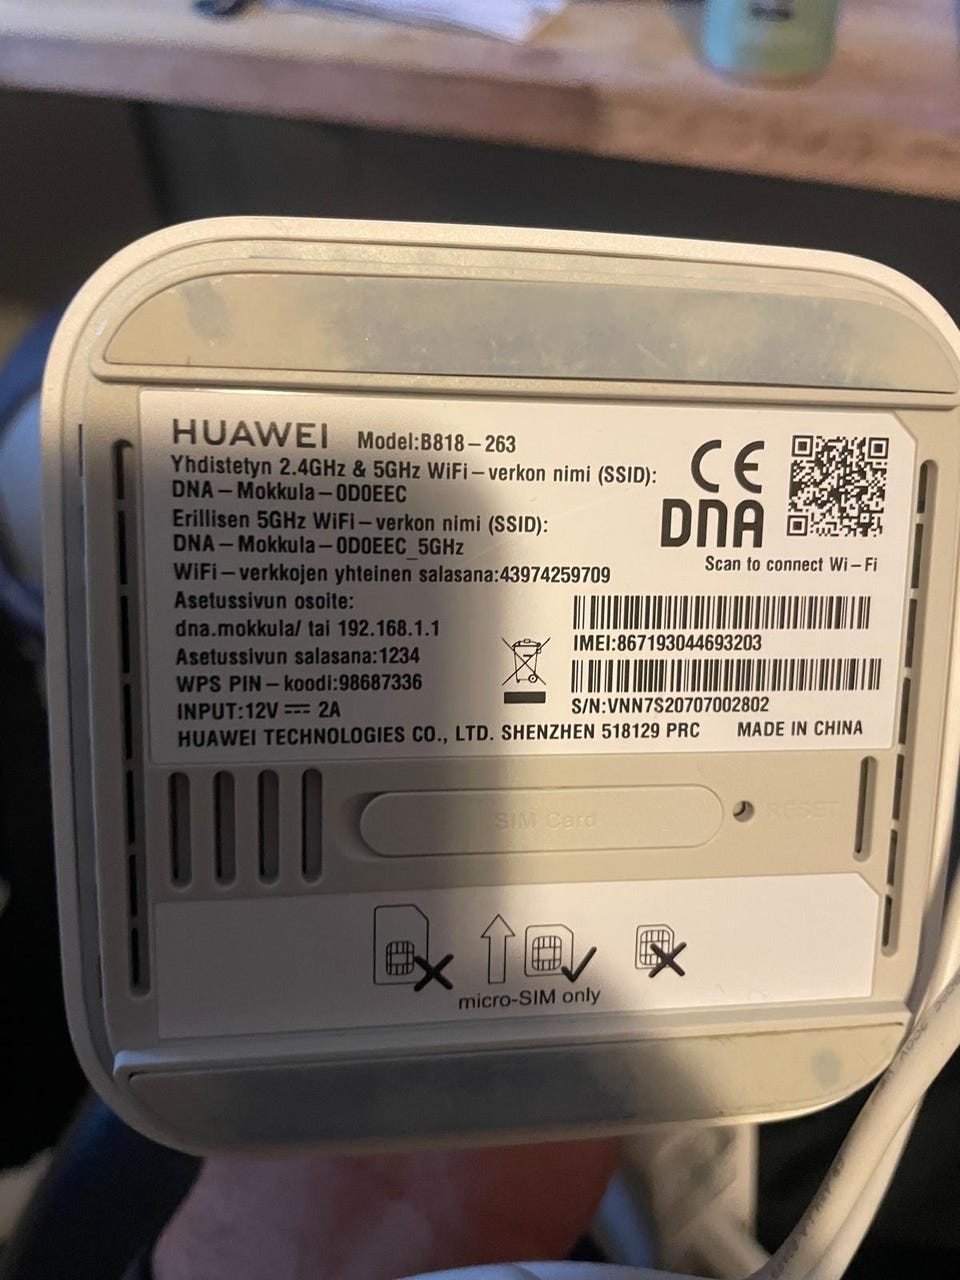 HUAWEI Model:B818-263
Yhdistetyn 2.4GHz & 5GHz WiFi-verkon nimi (SSID):
DNA-Mokkula-0D0EEC
Erillisen 5GHz WiFi-verkon nimi (SSID):
DNA-Mokkula-0D0EEC_5GHz
WiFi-verkkojen yhteinen salasana:43974259709
Asetussivun osoite:
dna.mokkula/ tai 192.168.1.1
Asetussivun salasana:1234
WPS PIN-koodi:98687336
INPUT:12V ⎓ 2A
HUAWEI TECHNOLOGIES CO., LTD. SHENZHEN 518129 PRC MADE IN CHINA
CE
DNA
Scan to connect Wi-Fi
IMEI:867193044693203
S/N:VNN7S20707002802
SIM Card
RESET
micro-SIM only